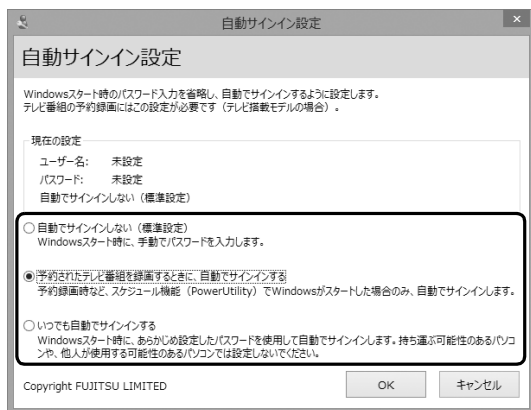 自動サインイン設定
自動サインイン設定
Windowsスタート時のパスワード入力を省略し、自動でサインインするように設定します。
テレビ番組の予約録画にはこの設定が必要です（テレビ搭載モデルの場合）。
現在の設定
ユーザー名: 未設定
パスワード: 未設定
自動でサインインしない（標準設定）
自動でサインインしない（標準設定）
Windowsスタート時に、手動でパスワードを入力します。
予約されたテレビ番組を録画するときに、自動でサインインする
予約録画時など、スケジュール機能（PowerUtility）でWindowsがスタートした場合のみ、自動でサインインします。
いつでも自動でサインインする
Windowsスタート時に、あらかじめ設定したパスワードを使用して自動でサインインします。持ち運ぶ可能性のあるパソコ
ンや、他人が使用する可能性のあるパソコンでは設定しないでください。
Copyright FUJITSU LIMITED
OK
キャンセル